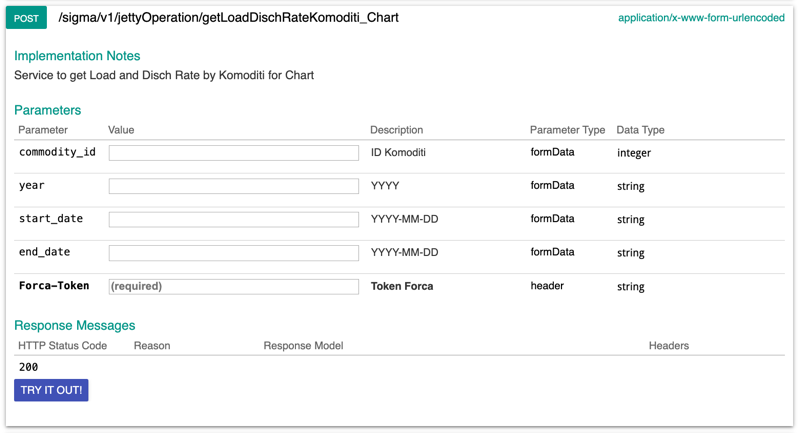 POST /sigma/v1/jettyOperation/getLoadDischRateKomoditi_Chart application/x-www-form-urlencoded
Implementation Notes
Service to get Load and Disch Rate by Komoditi for Chart
Parameters
Parameter Value Description Parameter Type Data Type
commodity_id ID Komoditi formData integer
year YYYY formData string
start_date YYYY-MM-DD formData string
end_date YYYY-MM-DD formData string
Forca-Token (required) Token Forca header string
Response Messages
HTTP Status Code Reason Response Model Headers
200
TRY IT OUT!